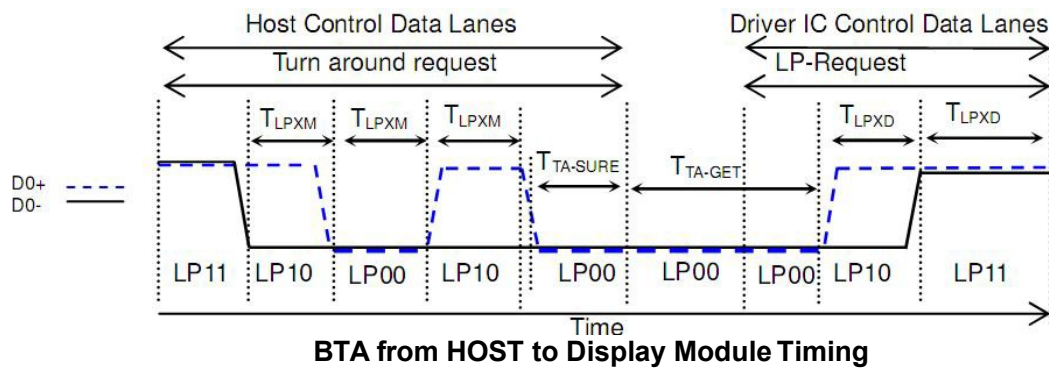 Host Control Data Lanes Driver IC Control Data Lanes
Turn around request LP-Request
TLPXM TLPXM TLPXM TLPXD TLPXD
TTA-SURE TTA-GET
D0+
D0-
LP11 LP10 LP00 LP10 LP00 LP00 LP00 LP10 LP11
Time
BTA from HOST to Display Module Timing